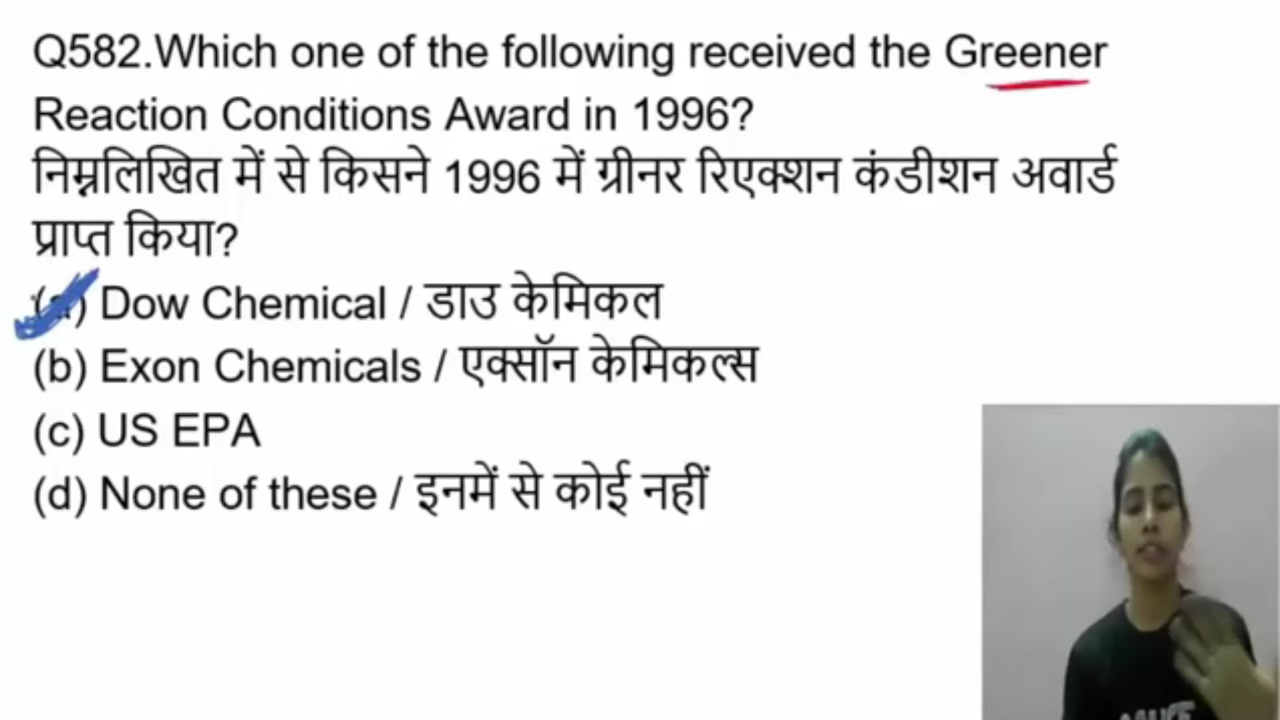 Q582.Which one of the following received the Greener
Reaction Conditions Award in 1996?
निम्नलिखित में से किसने 1996 में ग्रीनर रिएक्शन कंडीशन अवार्ड
प्राप्त किया?
(a) Dow Chemical / डाउ केमिकल
(b) Exon Chemicals / एक्सॉन केमिकल्स
(c) US EPA
(d) None of these / इनमें से कोई नहीं